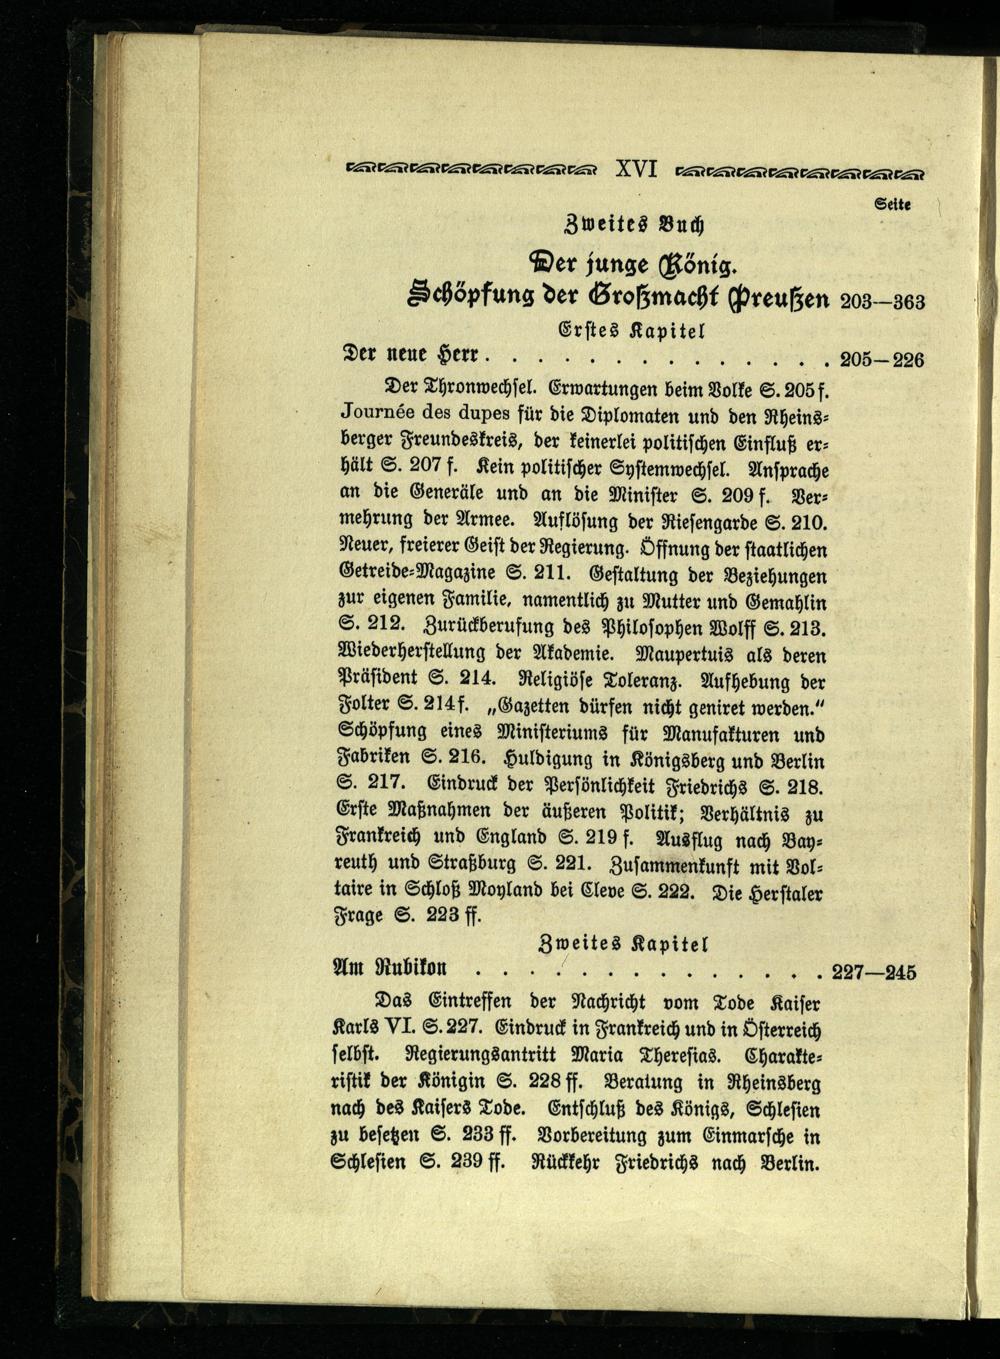 XVI
Seite
Zweites Buch
Der junge König.
Schöpfung der Großmacht Preußen 203—363
Erstes Kapitel
Der neue Herr . . . . . . . . . . . . . . 205—226
Der Thronwechsel. Erwartungen beim Volke S. 205 f.
Journée des dupes für die Diplomaten und den Rheins-
berger Freundeskreis, der keinerlei politischen Einfluß er-
hält S. 207 f. Kein politischer Systemwechsel. Ansprache
an die Generäle und an die Minister S. 209 f. Ver-
mehrung der Armee. Auflösung der Riesengarde S. 210.
Neuer, freierer Geist der Regierung. Öffnung der staatlichen
Getreide-Magazine S. 211. Gestaltung der Beziehungen
zur eigenen Familie, namentlich zu Mutter und Gemahlin
S. 212. Zurückberufung des Philosophen Wolff S. 213.
Wiederherstellung der Akademie. Maupertuis als deren
Präsident S. 214. Religiöse Toleranz. Aufhebung der
Folter S. 214 f. „Gazetten dürfen nicht geniret werden.“
Schöpfung eines Ministeriums für Manufakturen und
Fabriken S. 216. Huldigung in Königsberg und Berlin
S. 217. Eindruck der Persönlichkeit Friedrichs S. 218.
Erste Maßnahmen der äußeren Politik; Verhältnis zu
Frankreich und England S. 219 f. Ausflug nach Bay-
reuth und Straßburg S. 221. Zusammenkunft mit Vol-
taire in Schloß Moyland bei Cleve S. 222. Die Herstaler
Frage S. 223 ff.
Zweites Kapitel
Am Rubikon . . . . . . . . . . . . . . 227—245
Das Eintreffen der Nachricht vom Tode Kaiser
Karls VI. S. 227. Eindruck in Frankreich und in Österreich
selbst. Regierungsantritt Maria Theresias. Charakte-
ristik der Königin S. 228 ff. Beratung in Rheinsberg
nach des Kaisers Tode. Entschluß des Königs, Schlesien
zu besetzen S. 233 ff. Vorbereitung zum Einmarsche in
Schlesien S. 239 ff. Rückkehr Friedrichs nach Berlin.